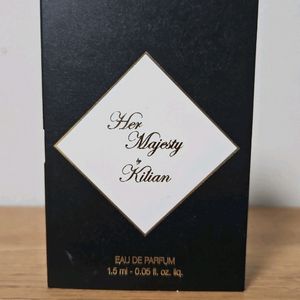 Her
Majesty
by
Kilian
EAU DE PARFUM
1.5 ml - 0.05 fl. oz. liq.